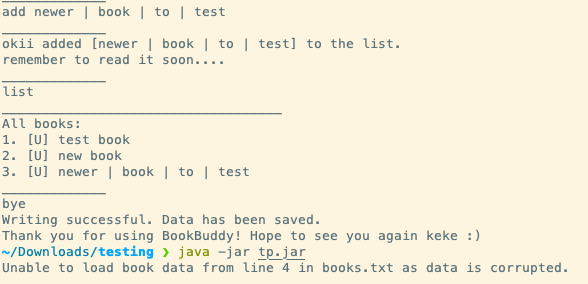 ____________
add newer | book | to | test
____________
okii added [newer | book | to | test] to the list.
remember to read it soon....
____________
list
___________________________________
All books:
1. [U] test book
2. [U] new book
3. [U] newer | book | to | test
____________
bye
Writing successful. Data has been saved.
Thank you for using BookBuddy! Hope to see you again keke :)
~/Downloads/testing ❯ java -jar tp.jar
Unable to load book data from line 4 in books.txt as data is corrupted.